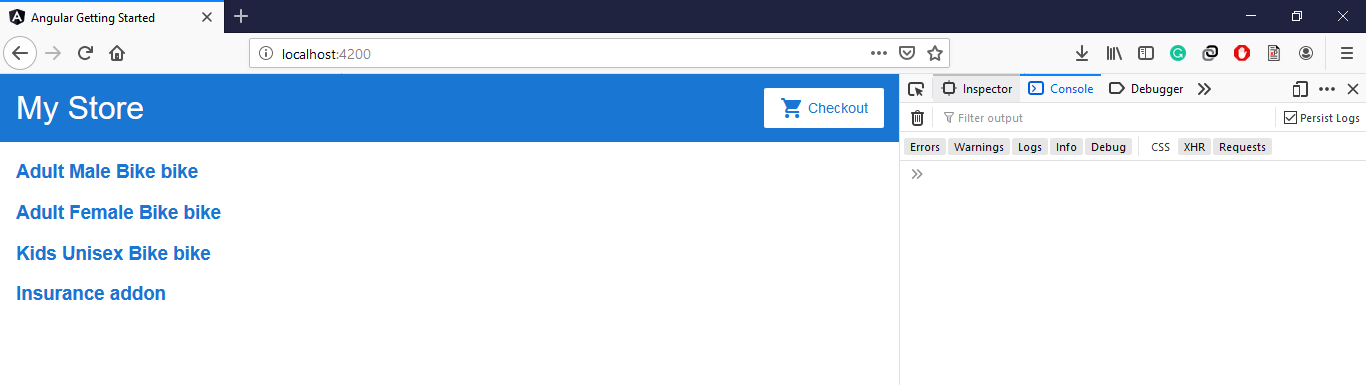 Angular Getting Started
localhost:4200
My Store
Checkout
Adult Male Bike bike
Adult Female Bike bike
Kids Unisex Bike bike
Insurance addon
Inspector Console Debugger
Filter output Persist Logs
Errors Warnings Logs Info Debug CSS XHR Requests